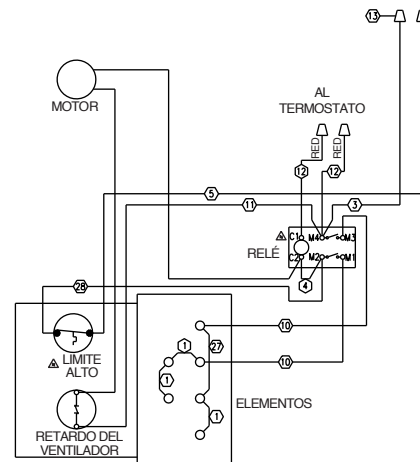 13
MOTOR
AL
TERMOSTATO
RED
RED
12
12
5
11
3
C1
M4
M3
RELÉ
C2
M2
M1
4
28
10
1
27
LÍMITE
ALTO
10
1
1
ELEMENTOS
RETARDO DEL
VENTILADOR